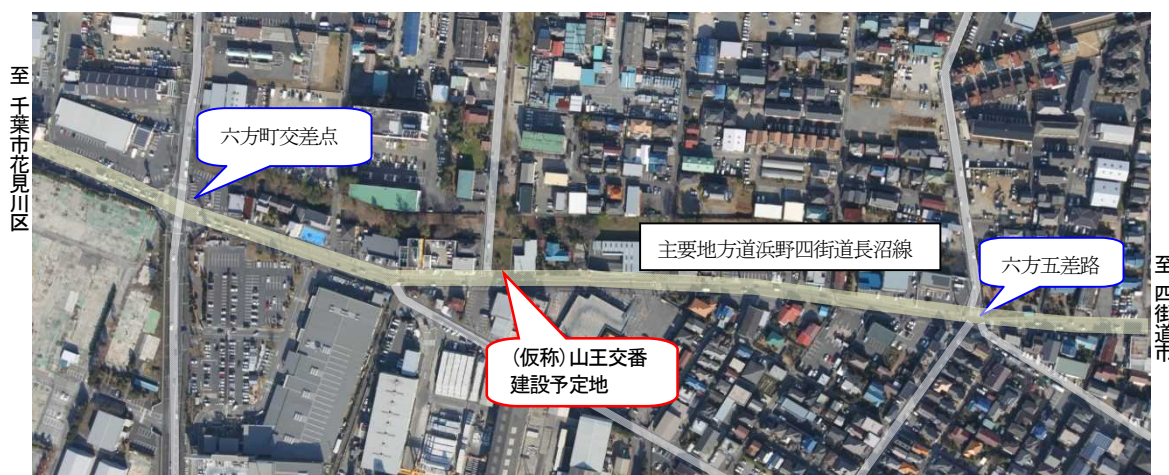 至 千葉市花見川区
六方町交差点
主要地方道浜野四街道長沼線
六方五差路
至 四街道市
(仮称)山王交番
建設予定地